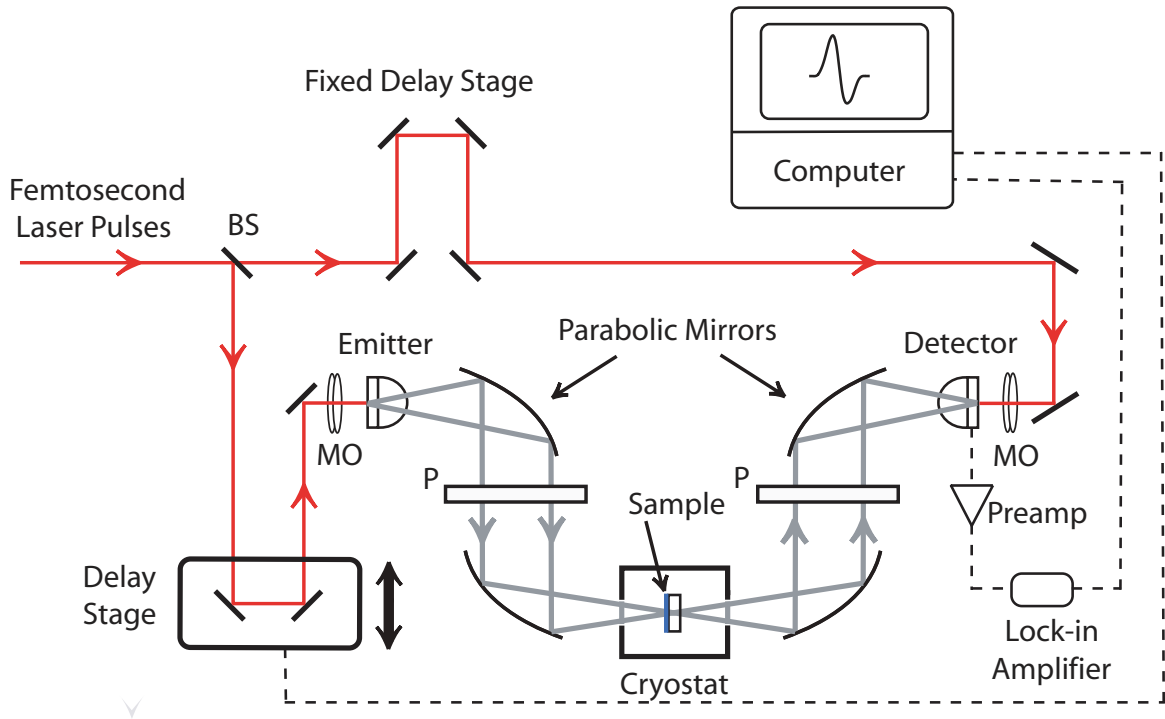 Fixed Delay Stage
Computer
Femtosecond
Laser Pulses
BS
Parabolic Mirrors
Emitter
Detector
MO
MO
P
P
Sample
Preamp
Delay
Stage
Lock-in
Amplifier
Cryostat